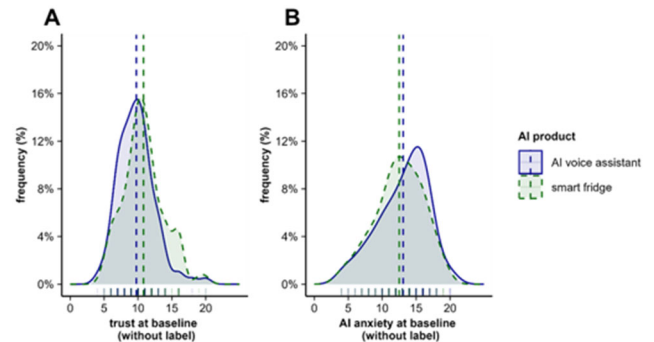 A
20%
16%
12%
8%
4%
0%
frequency (%)
0 5 10 15 20
trust at baseline
(without label)
B
20%
16%
12%
8%
4%
0%
frequency (%)
0 5 10 15 20
AI anxiety at baseline
(without label)
AI product
AI voice assistant
smart fridge